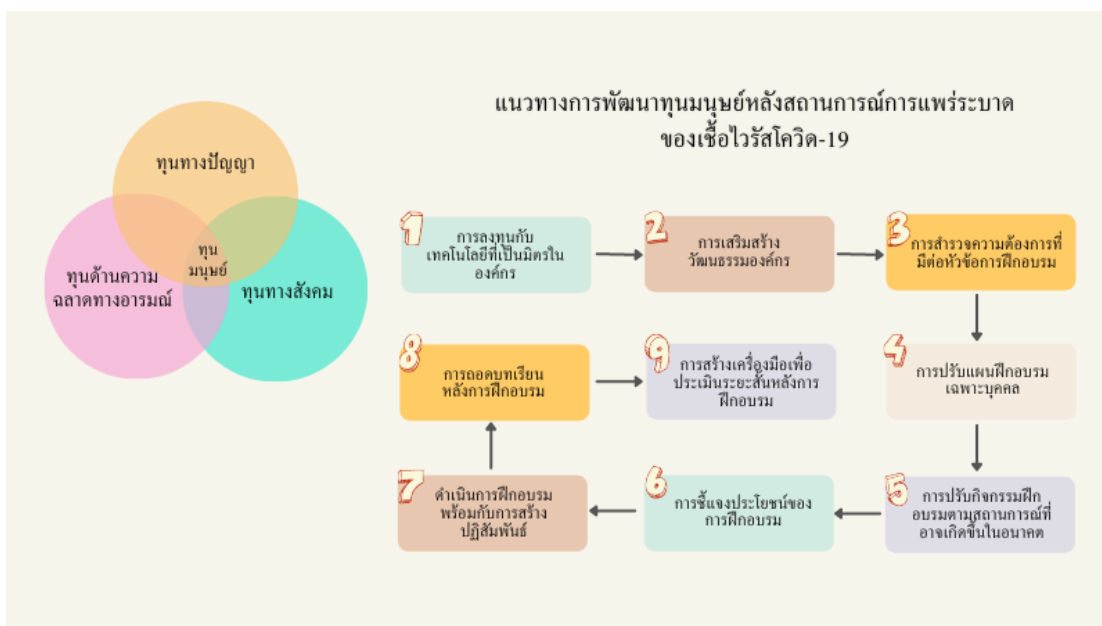 แนวทางการพัฒนาทุนมนุษย์หลังสถานการณ์การแพร่ระบาด
ของเชื้อไวรัสโควิด-19
ทุนทางปัญญา
ทุน
มนุษย์
ทุนด้านความ
ฉลาดทางอารมณ์
ทุนทางสังคม
1
การลงทุนกับ
เทคโนโลยีที่เป็นมิตรใน
องค์กร
2
การเสริมสร้าง
วัฒนธรรมองค์กร
3
การสำรวจความต้องการที่
มีต่อหัวข้อการฝึกอบรม
4
การปรับแผนฝึกอบรม
เฉพาะบุคคล
5
การปรับกิจกรรมฝึก
อบรมตามสถานการณ์ที่
อาจเกิดขึ้นในอนาคต
6
การชี้แจงประโยชน์ของ
การฝึกอบรม
7
ดำเนินการฝึกอบรม
พร้อมกับการสร้าง
ปฏิสัมพันธ์
8
การถอดบทเรียน
หลังการฝึกอบรม
9
การสร้างเครื่องมือเพื่อ
ประเมินระยะสั้นหลังการ
ฝึกอบรม